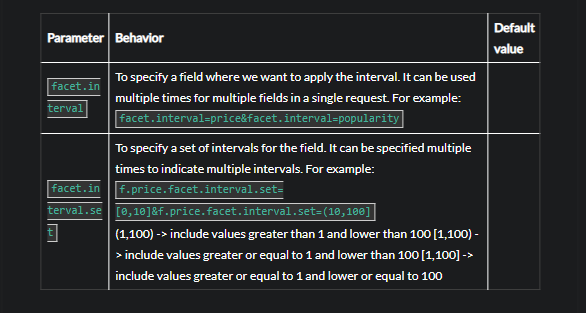 Parameter Behavior Default value
facet.in
terval
To specify a field where we want to apply the interval. It can be used
multiple times for multiple fields in a single request. For example:
facet.interval=price&facet.interval=popularity
facet.in
terval.se
t
To specify a set of intervals for the field. It can be specified multiple
times to indicate multiple intervals. For example:
f.price.facet.interval.set=
[0,10]&f.price.facet.interval.set=(10,100]
(1,100) -> include values greater than 1 and lower than 100 [1,100) -
> include values greater or equal to 1 and lower than 100 [1,100] ->
include values greater or equal to 1 and lower or equal to 100